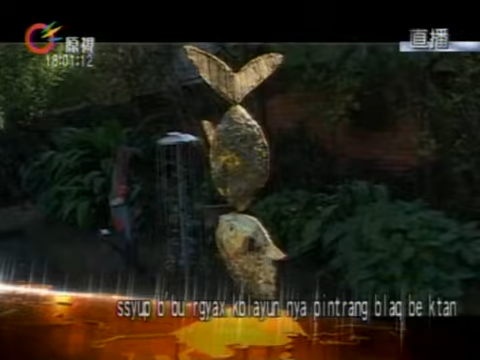 原視
直播
18:01:12
ssyup b'bu rgyax kblayun nya pintrang blaq be ktan